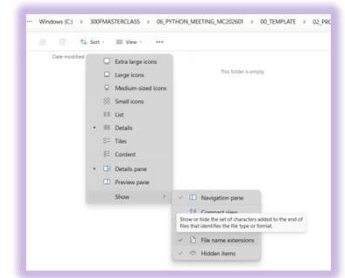 Windows (C:) > 300FMASTERCLASS > 06_PYTHON_MEETING_MC202601 > 00_TEMPLATE > 02_PRO
Sort
View
Date modified
This folder is empty.
Extra large icons
Large icons
Medium-sized icons
Small icons
List
Details
Tiles
Content
Details pane
Preview pane
Show
Navigation pane
Compact view
Show or hide the set of characters added to the end of
files that identifies the file type or format.
File name extensions
Hidden items